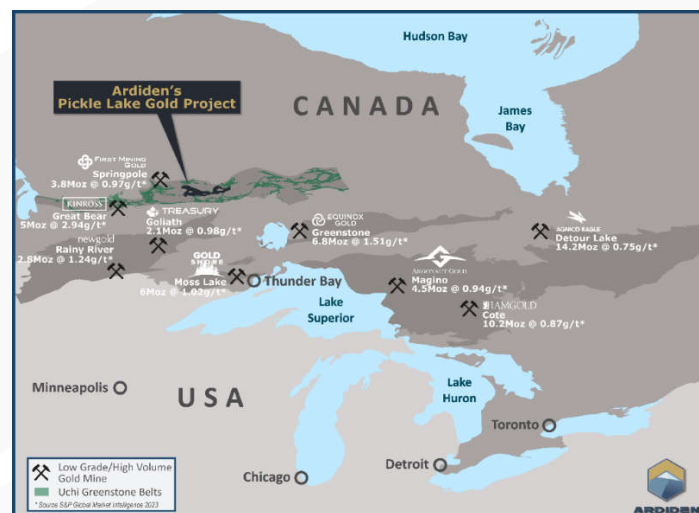 Hudson Bay
Ardiden's
Pickle Lake Gold Project
CANADA
James
Bay
FIRST MINING
GOLD
Springpole
3.8Moz @ 0.97g/t*
KINROSS
Great Bear
5Moz @ 2.94g/t*
TREASURY
Goliath
2.1Moz @ 0.98g/t*
EQUINOX
GOLD
Greenstone
6.8Moz @ 1.51g/t*
AGNICO EAGLE
Detour Lake
14.2Moz @ 0.75g/t*
newgold
Rainy River
2.8Moz @ 1.24g/t*
GOLD
SHORE
Moss Lake
6Moz @ 1.02g/t*
Thunder Bay
ARGONAUT GOLD
Magino
4.5Moz @ 0.94g/t*
IAMGOLD
Cote
10.2Moz @ 0.87g/t*
Lake
Superior
Minneapolis
USA
Lake
Huron
Toronto
Detroit
Chicago
Low Grade/High Volume
Gold Mine
Uchi Greenstone Belts
* Source S&P Global Market Intelligence 2023
ARDIDEN